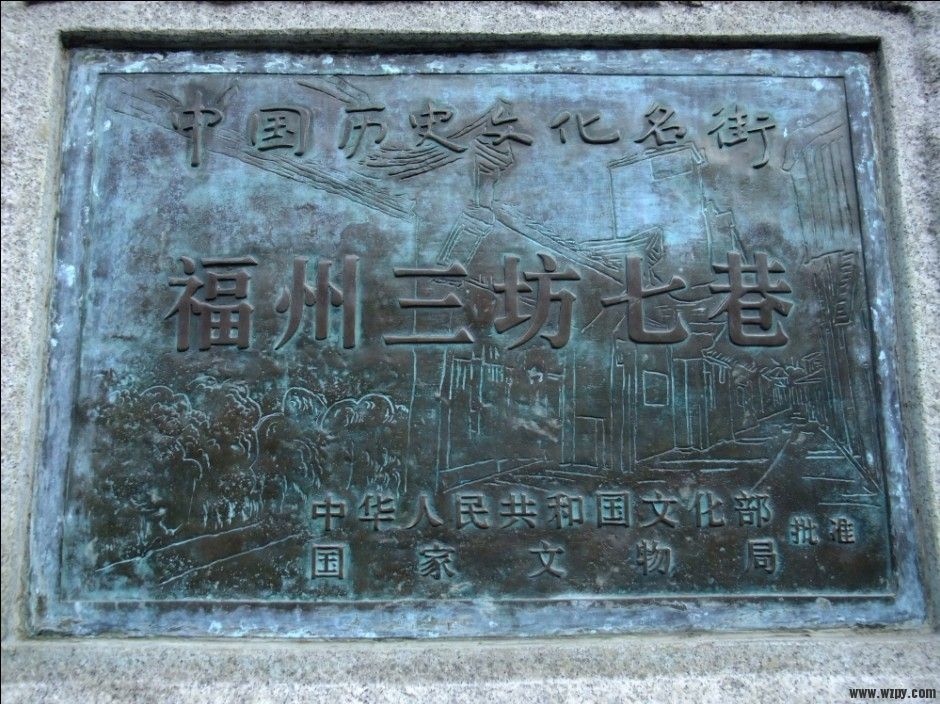 中国历史文化名街
福州三坊七巷
中华人民共和国文化部
国家文物局
批准
www.wzpy.com